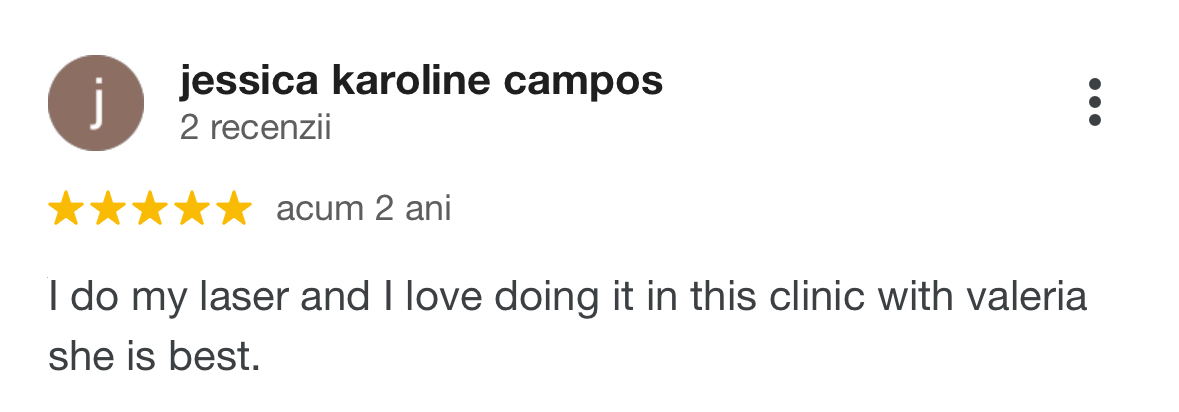 j
jessica karoline campos
2 recenzii
acum 2 ani
I do my laser and I love doing it in this clinic with valeria
she is best.